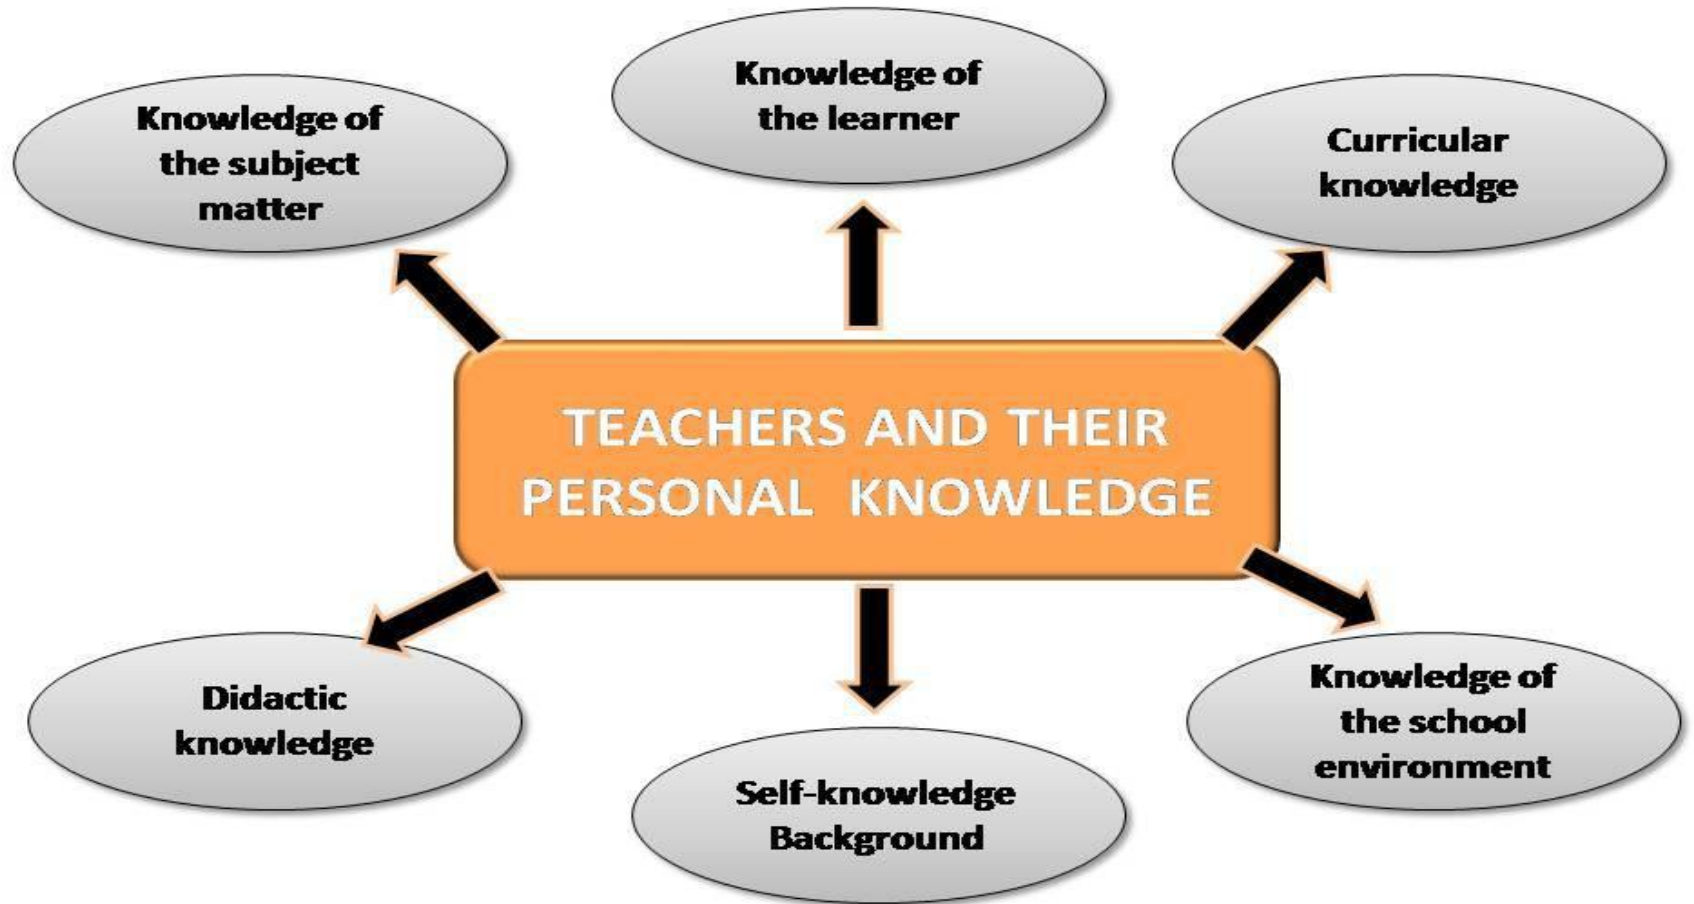 Knowledge of
the subject
matter
Knowledge of
the learner
Curricular
knowledge
TEACHERS AND THEIR
PERSONAL KNOWLEDGE
Didactic
knowledge
Self-knowledge
Background
Knowledge of
the school
environment